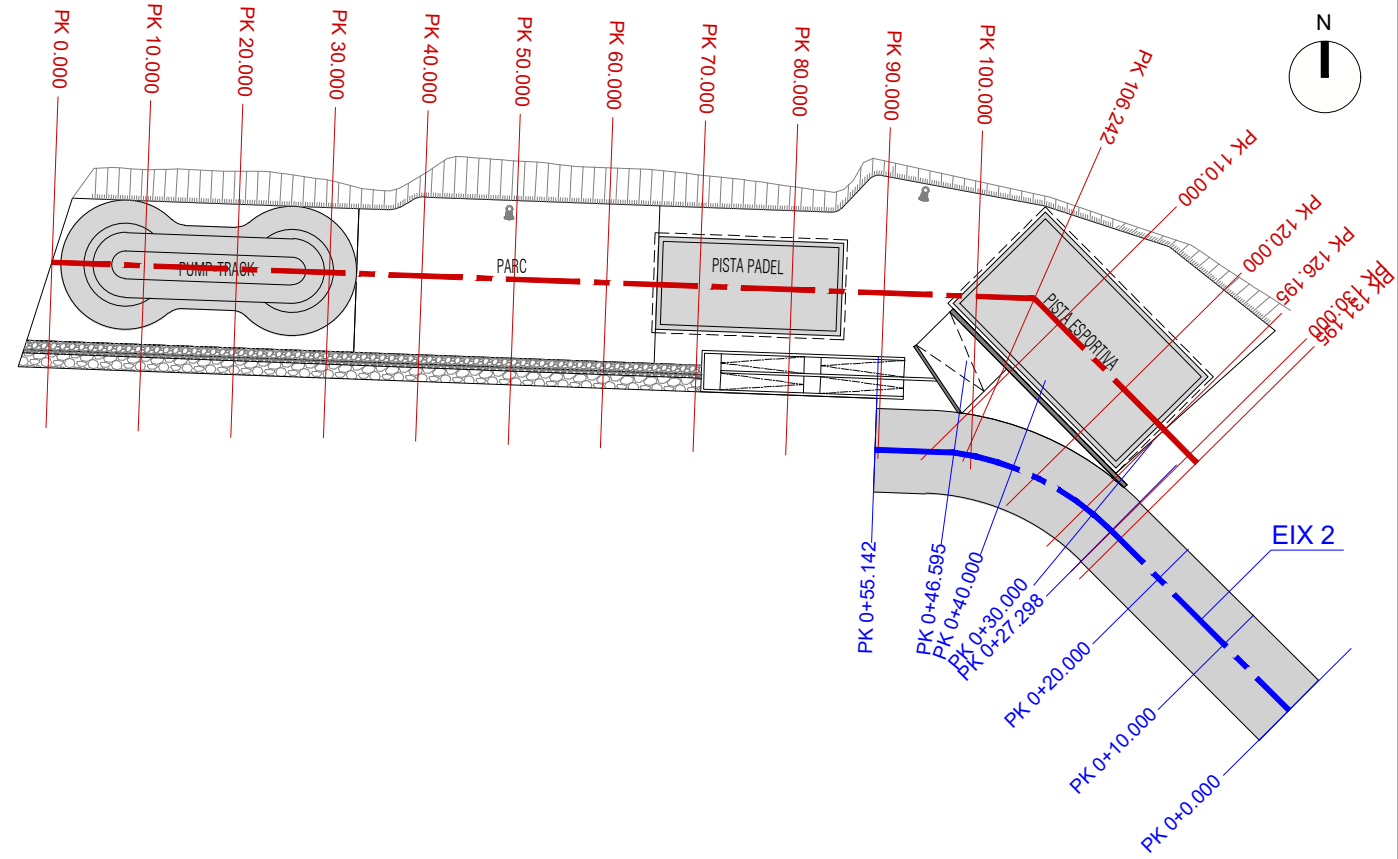 N
PK 0.000
PK 10.000
PK 20.000
PK 30.000
PK 40.000
PK 50.000
PK 60.000
PK 70.000
PK 80.000
PK 90.000
PK 100.000
PK 106.242
PK 110.000
PK 120.000
PK 126.195
PK 130.000
PK 131.195
PUMP TRACK
PARC
PISTA PADEL
PISTA ESPORTIVA
EIX 2
PK 0+55.142
PK 0+46.595
PK 0+40.000
PK 0+30.000
PK 0+27.298
PK 0+20.000
PK 0+10.000
PK 0+0.000